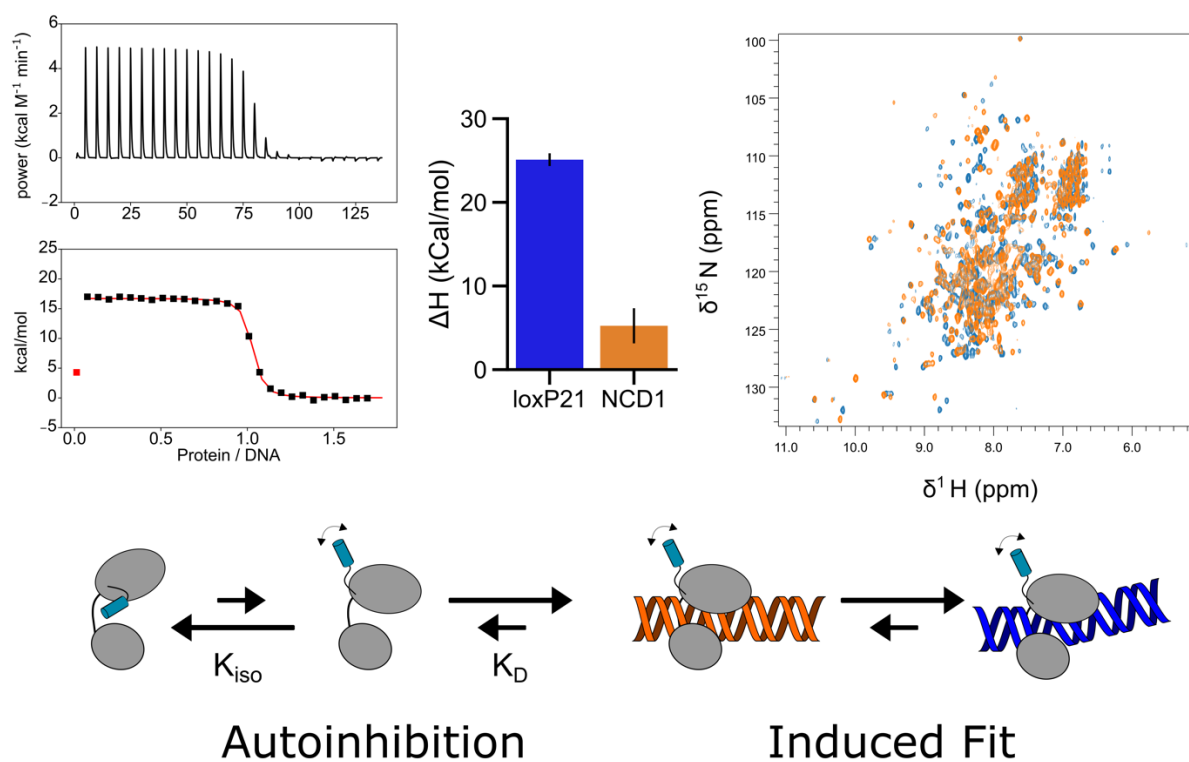 power (kcal M⁻¹ min⁻¹)
6
4
2
0
−2
0 25 50 75 100 125
kcal/mol
25
20
15
10
5
0
−5
0.0 0.5 1.0 1.5
Protein / DNA
ΔH (kCal/mol)
30
20
10
0
loxP21 NCD1
δ¹⁵N (ppm)
100
105
110
115
120
125
130
11.0 10.0 9.0 8.0 7.0 6.0
δ¹ H (ppm)
K_iso
K_D
Autoinhibition
Induced Fit